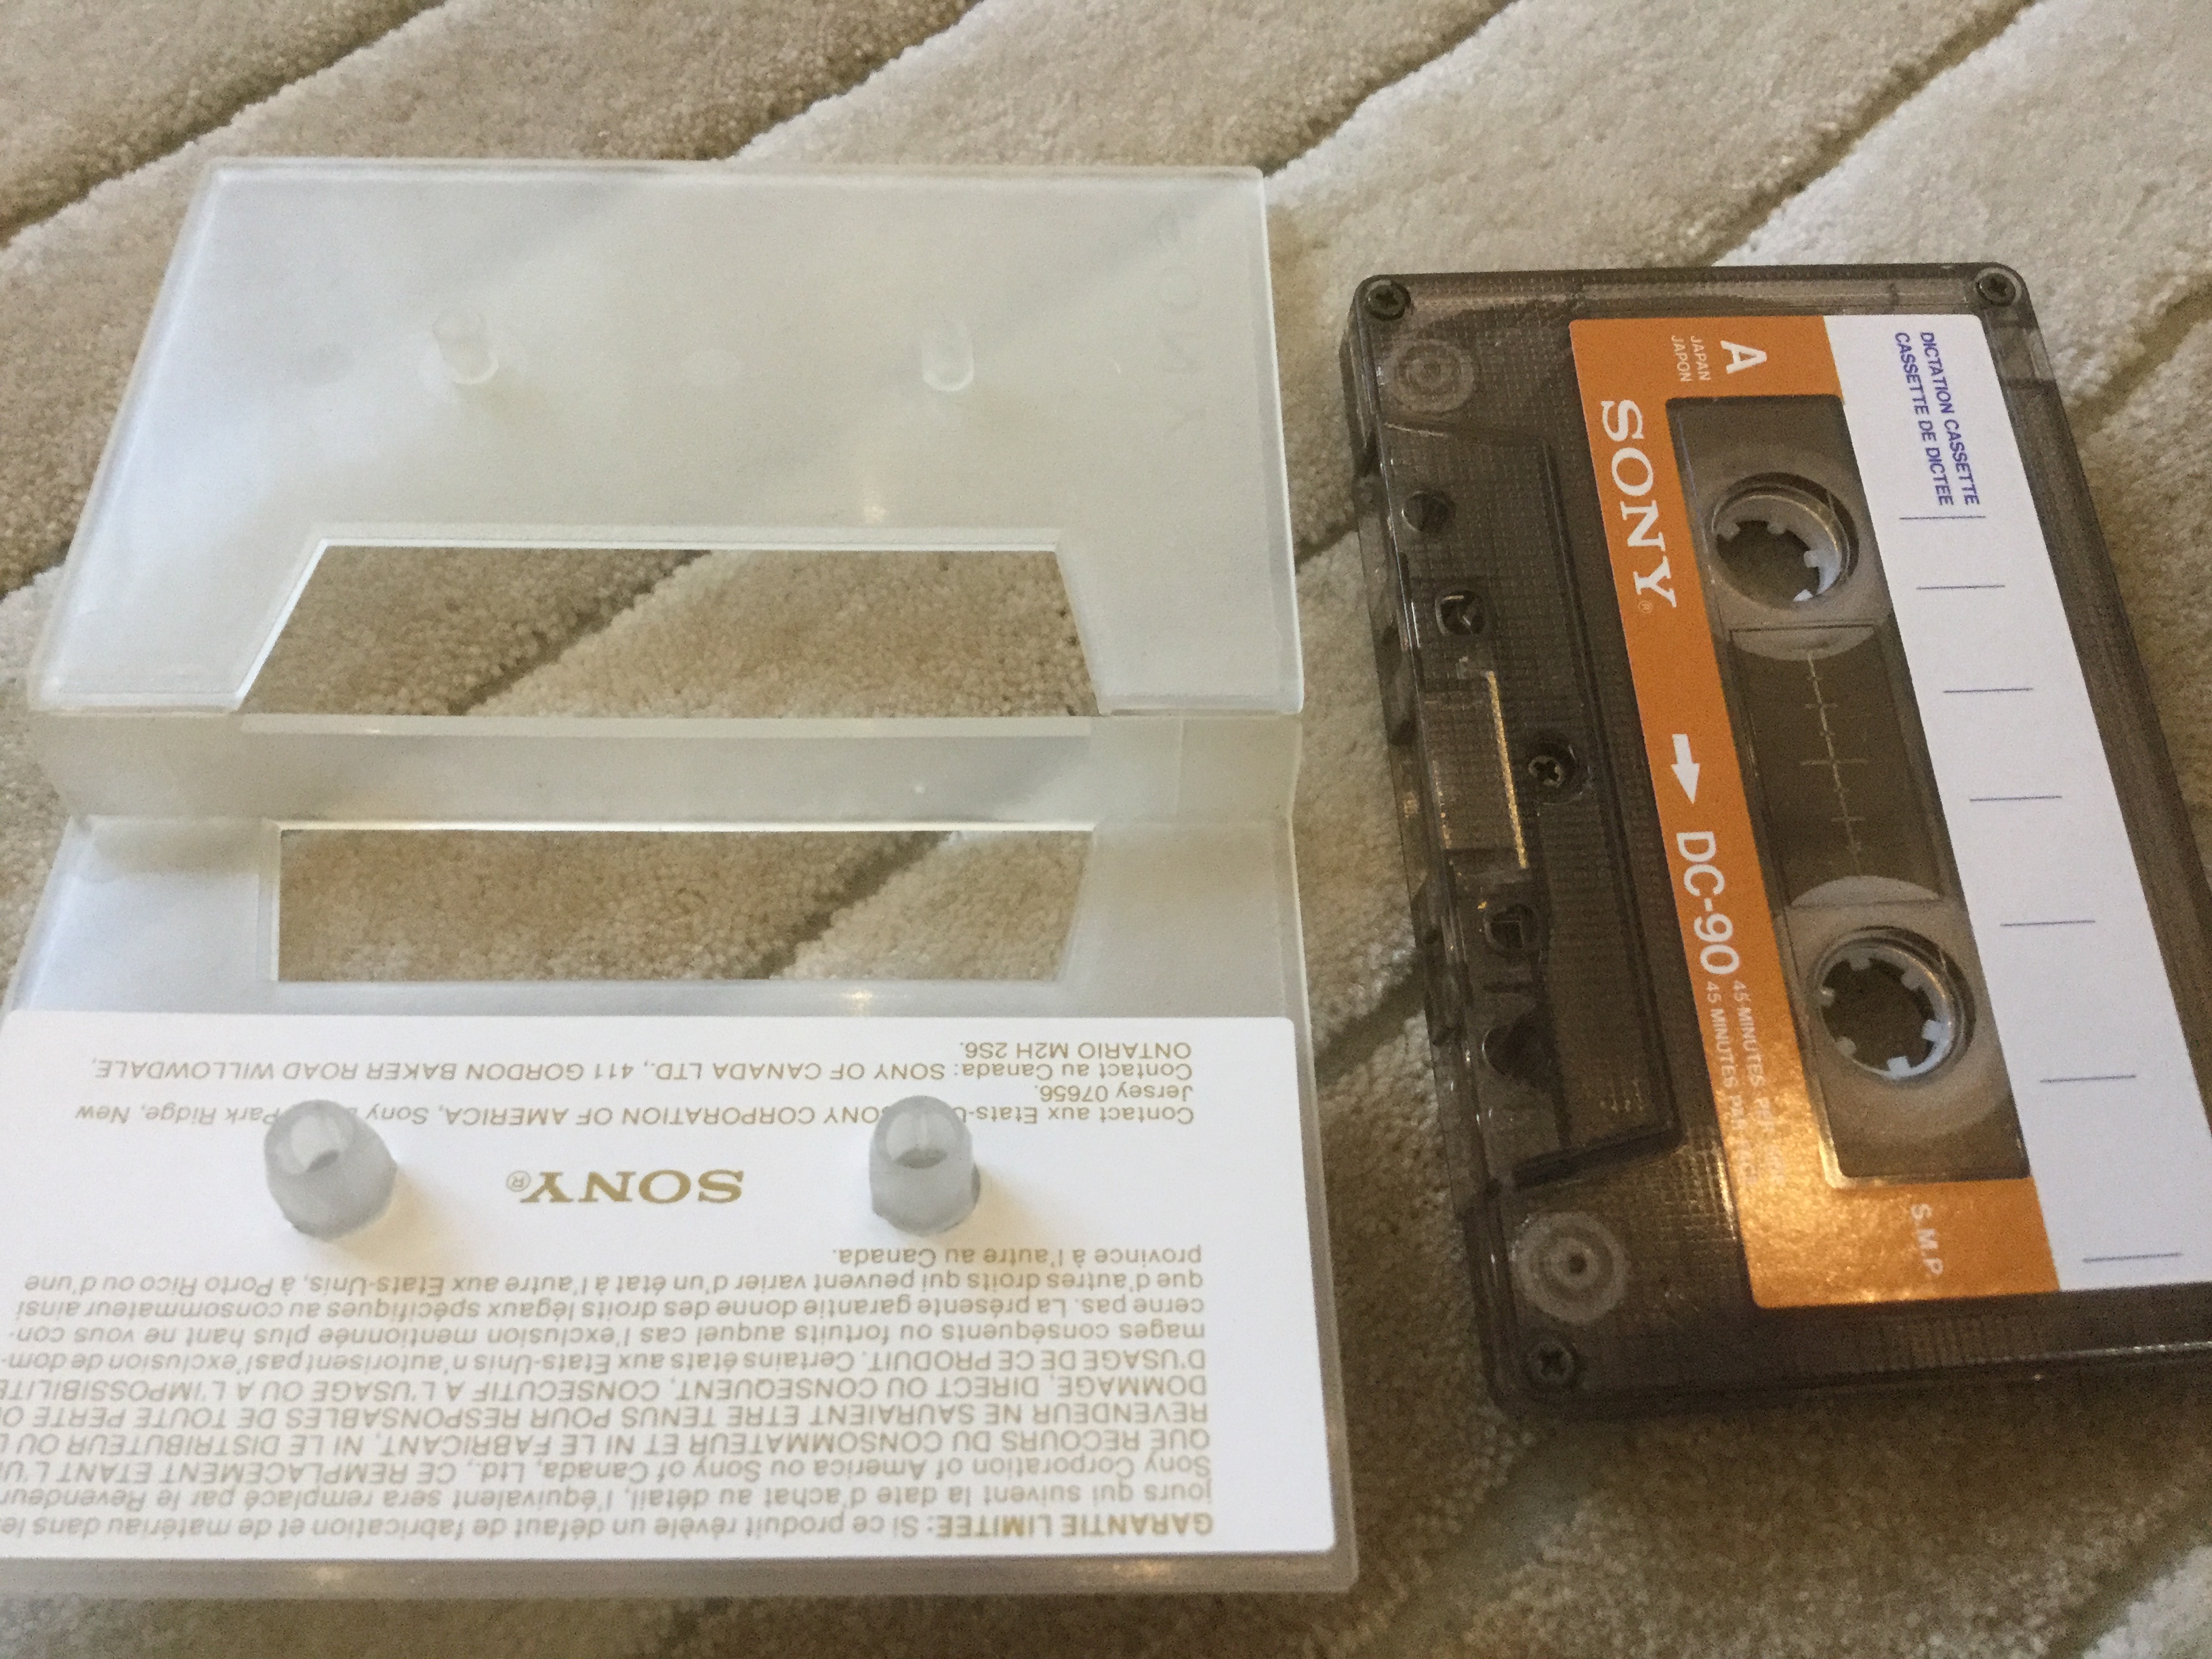 GARANTIE LIMITEE: Si ce produit révèle un défaut de fabrication et de matériau dans les
jours qui suivent la date d'achat au détail, l'équivalent sera remplacé par le Revendeur
Sony Corporation of America ou Sony of Canada, Ltd., CE REMPLACEMENT ETANT
QUE RECOURS DU CONSOMMATEUR ET NI LE FABRICANT, NI LE DISTRIBUTEUR OU
REVENDEUR NE SAURAIENT ETRE TENUS POUR RESPONSABLES DE TOUTE PERTE
DOMMAGE, DIRECT OU CONSEQUENT, CONSECUTIF A L'USAGE OU A
D'USAGE DE CE PRODUIT. Certains états aux Etats-Unis n'autorisent pas l'exclusion de dom-
mages conséquents ou fortuits auquel cas l'exclusion mentionnée plus hant ne vous con-
cerne pas. La présente garantie donne des droits légaux spécifiques au consommateur ainsi
que d'autres droits qui peuvent varier d'un état à l'autre aux Etats-Unis, à Porto Rico ou d'une
province à l'autre au Canada.
SONY®
Contact aux Etats- SONY CORPORATION OF AMERICA, Sony Park Ridge, New
Jersey 07656.
Contact au Canada: SONY OF CANADA, LTD., 411 GORDON BAKER ROAD WILLOWDALE,
ONTARIO M2H 2S6.
SONY
DICTATION CASSETTE
CASSETTE DE DICTEE
A
JAPAN
JAPON
S.M.P.
SONY® DC-90
45 MINUTES
45 MINUTES